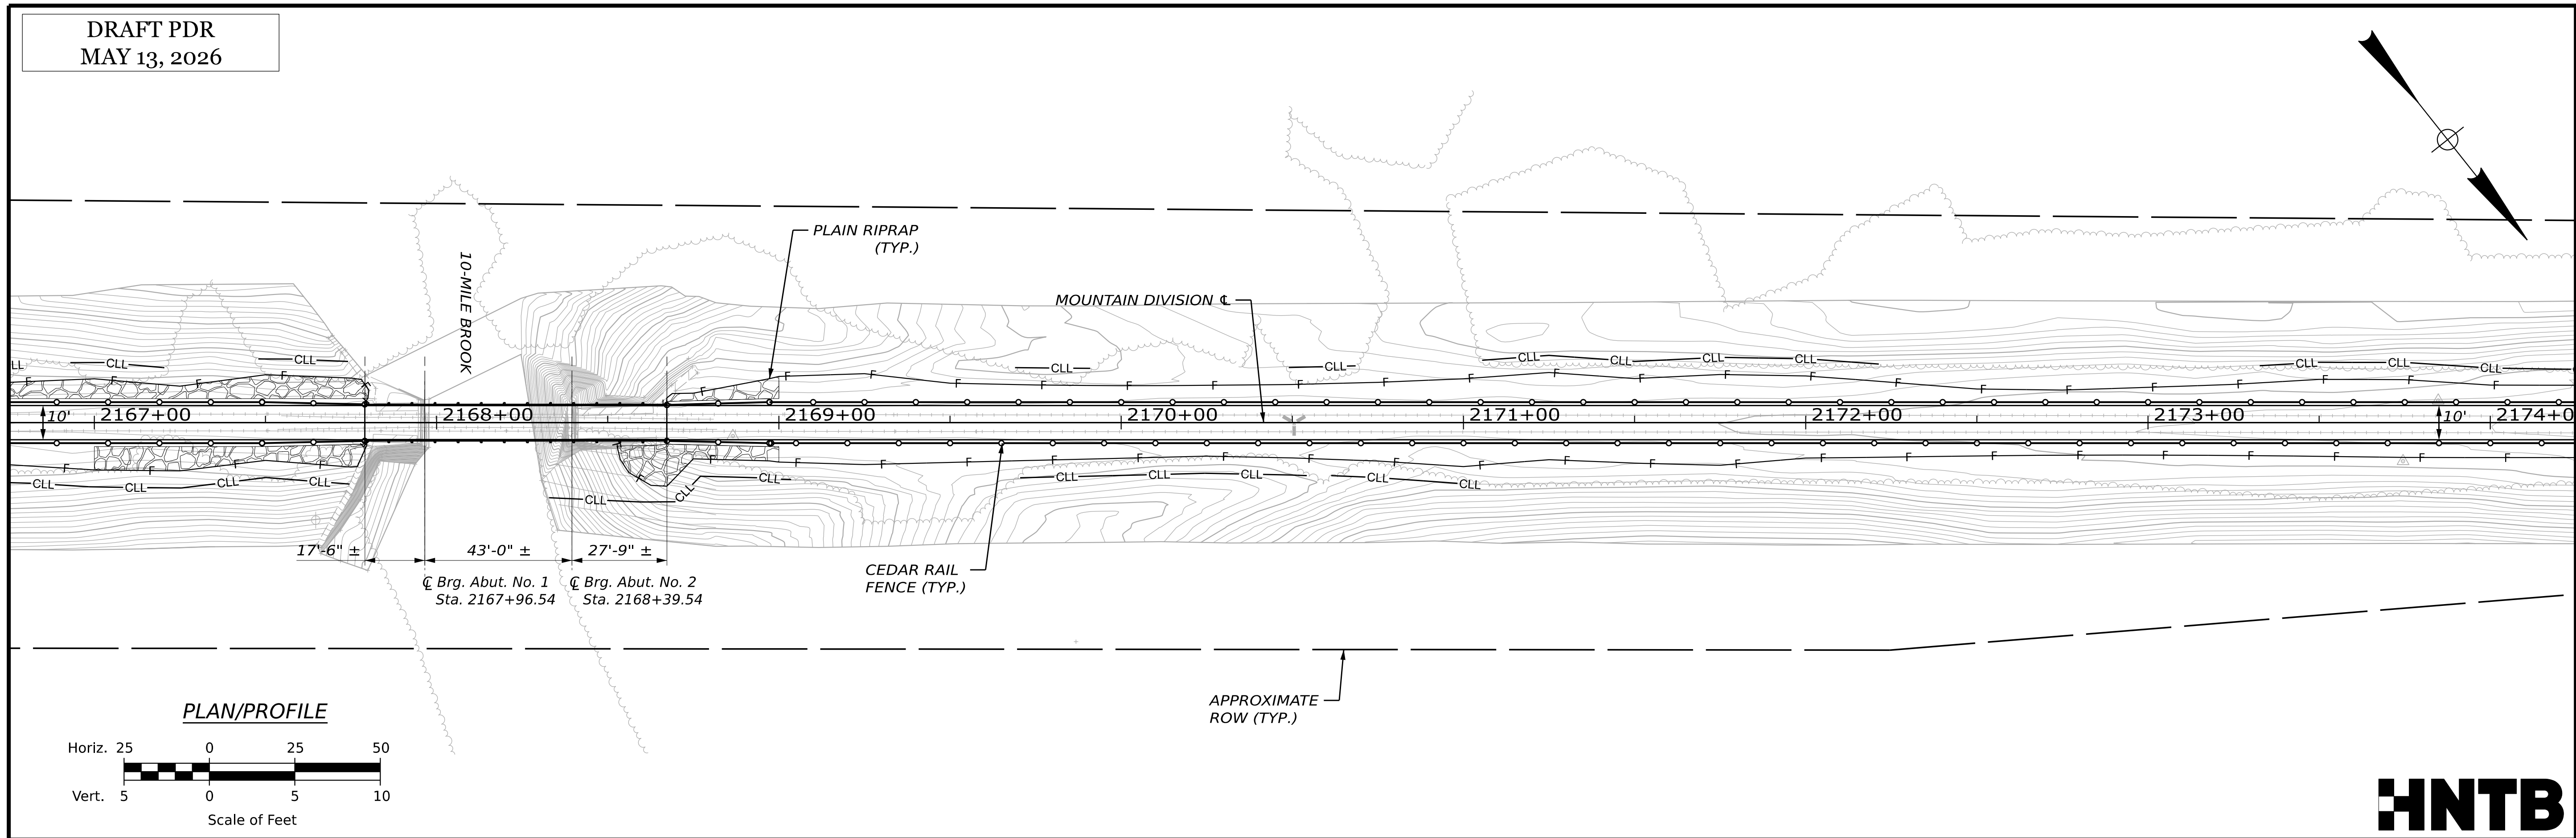 DRAFT PDR
MAY 13, 2026
PLAIN RIPRAP
(TYP.)
10-MILE BROOK
MOUNTAIN DIVISION ℄
LL CLL CLL CLL CLL CLL CLL CLL CLL CLL CLL CLL
F F F F F F F F F F F F F F F F F F F F F F F F F
10' 2167+00 2168+00 2169+00 2170+00 2171+00 2172+00 2173+00 10' 2174+0
F F F F F F F F F F F F F F F F F F F F F F F F F F
CLL CLL CLL CLL CLL CLL CLL CLL CLL CLL CLL CLL
17'-6" ± 43'-0" ± 27'-9" ±
℄ Brg. Abut. No. 1
Sta. 2167+96.54
℄ Brg. Abut. No. 2
Sta. 2168+39.54
CEDAR RAIL
FENCE (TYP.)
APPROXIMATE
ROW (TYP.)
PLAN/PROFILE
Horiz. 25 0 25 50
Vert. 5 0 5 10
Scale of Feet
HNTB